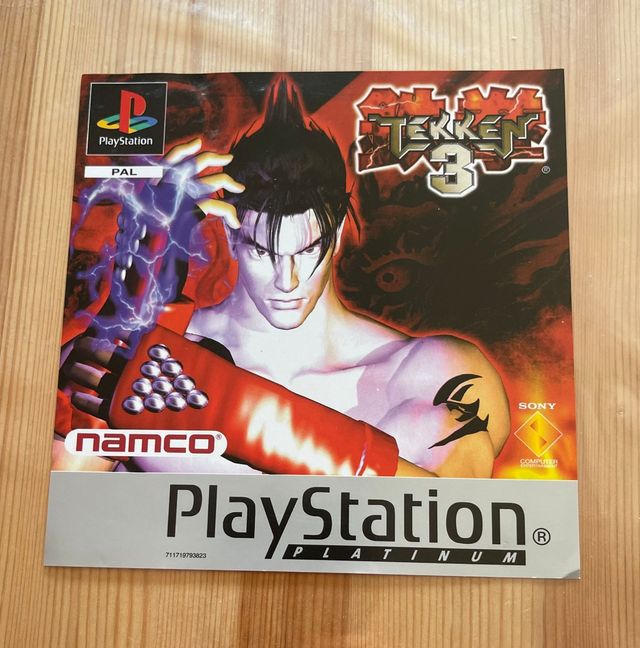 PlayStation
PAL
TEKKEN
3
®
namco®
SONY
COMPUTER
ENTERTAINMENT
PlayStation®
PLATINUM
711719793823